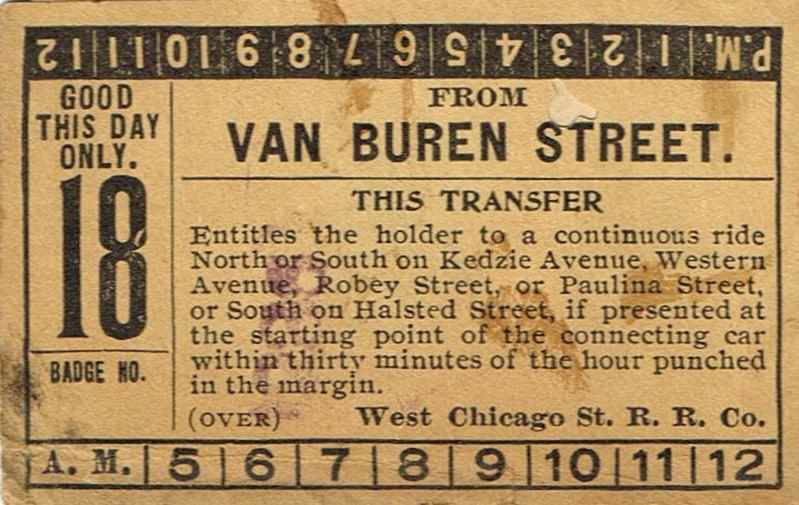 P.M. 1 2 3 4 5 6 7 8 9 10 11 12
GOOD
THIS DAY
ONLY.
18
BADGE NO.
FROM
VAN BUREN STREET.
THIS TRANSFER
Entitles the holder to a continuous ride
North or South on Kedzie Avenue, Western
Avenue, Robey Street, or Paulina Street,
or South on Halsted Street, if presented at
the starting point of the connecting car
within thirty minutes of the hour punched
in the margin.
(OVER) West Chicago St. R. R. Co.
A. M. 5 6 7 8 9 10 11 12